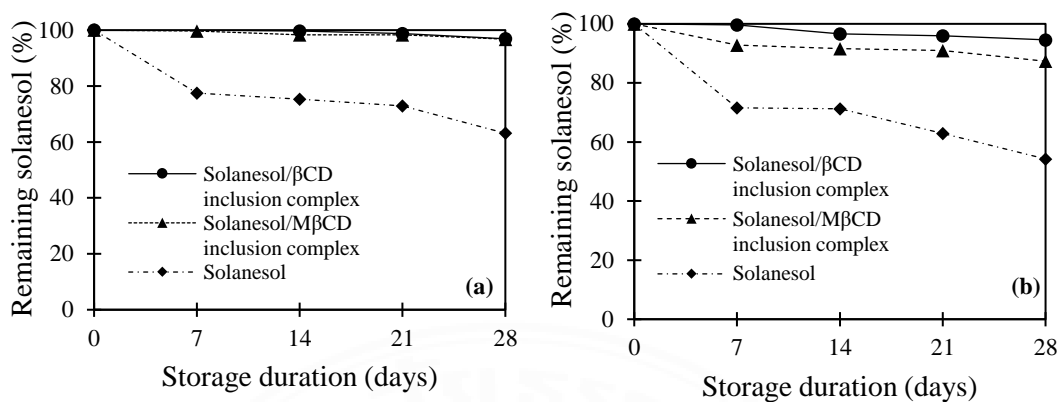 Remaining solanesol (%)
100
80
60
40
20
0
Solanesol/βCD
inclusion complex
Solanesol/MβCD
inclusion complex
Solanesol
(a)
0 7 14 21 28
Storage duration (days)
Remaining solanesol (%)
100
80
60
40
20
0
Solanesol/βCD
inclusion complex
Solanesol/MβCD
inclusion complex
Solanesol
(b)
0 7 14 21 28
Storage duration (days)